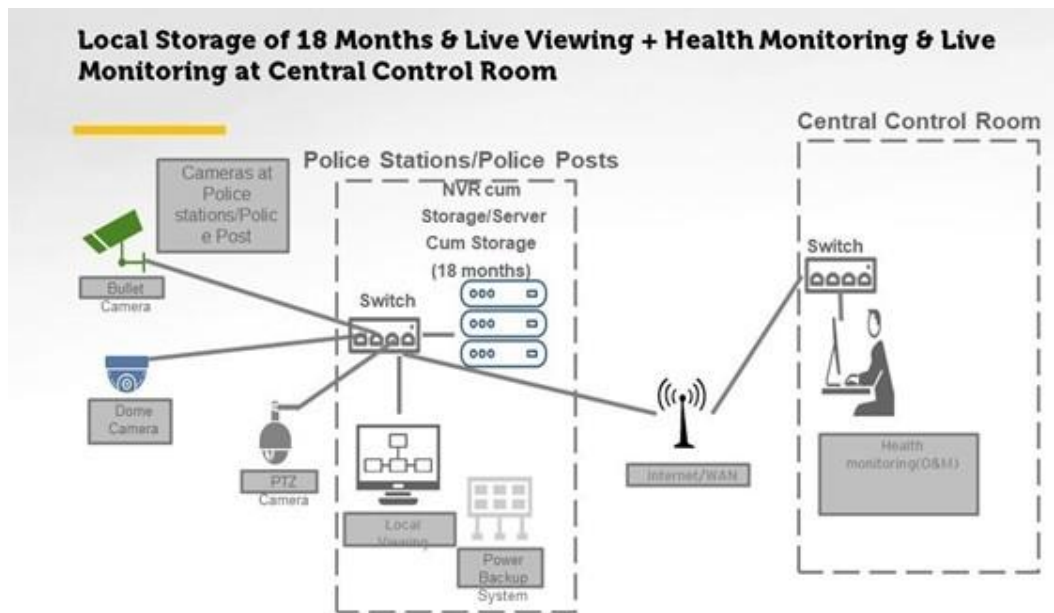 Local Storage of 18 Months & Live Viewing + Health Monitoring & Live
Monitoring at Central Control Room
Central Control Room
Police Stations/Police Posts
Cameras at
Police
stations/Polic
e Post
NVR cum
Storage/Server
Cum Storage
(18 months)
Switch
Switch
Bullet
Camera
Dome
Camera
PTZ
Camera
Local
Viewing
Power
Backup
System
Internet/WAN
Health
monitoring(O&M)